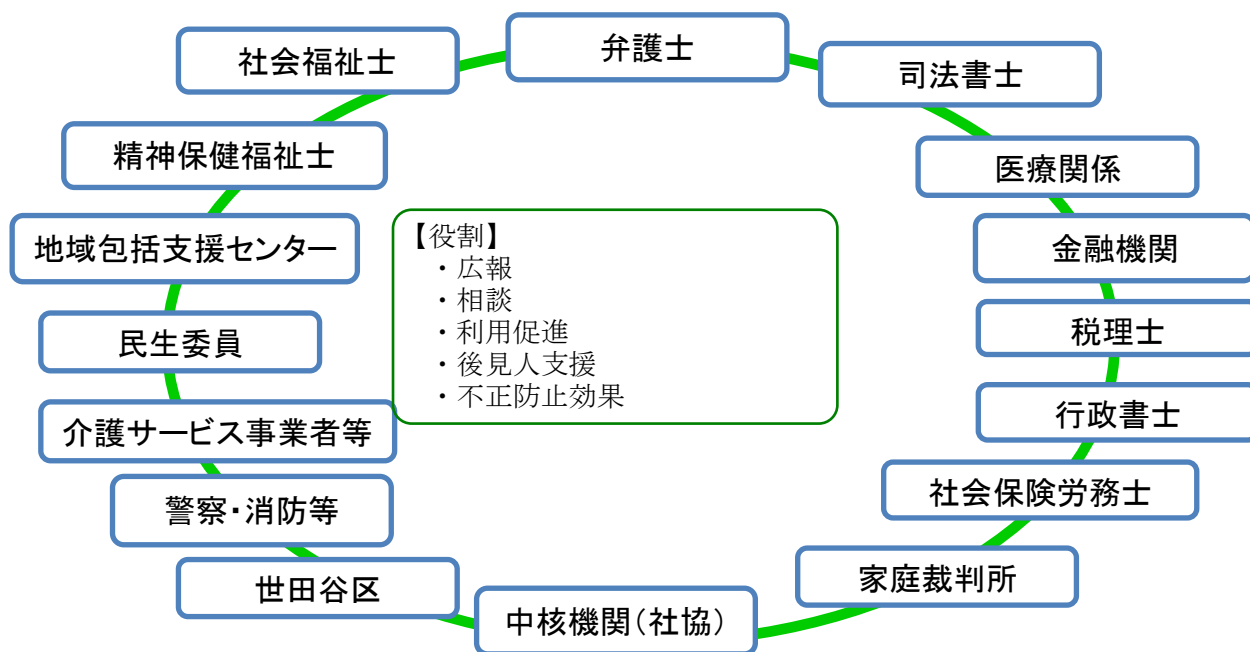 弁護士
社会福祉士
司法書士
精神保健福祉士
医療関係
地域包括支援センター
金融機関
【役割】
・広報
・相談
・利用促進
・後見人支援
・不正防止効果
民生委員
税理士
介護サービス事業者等
行政書士
警察・消防等
社会保険労務士
世田谷区
家庭裁判所
中核機関（社協）